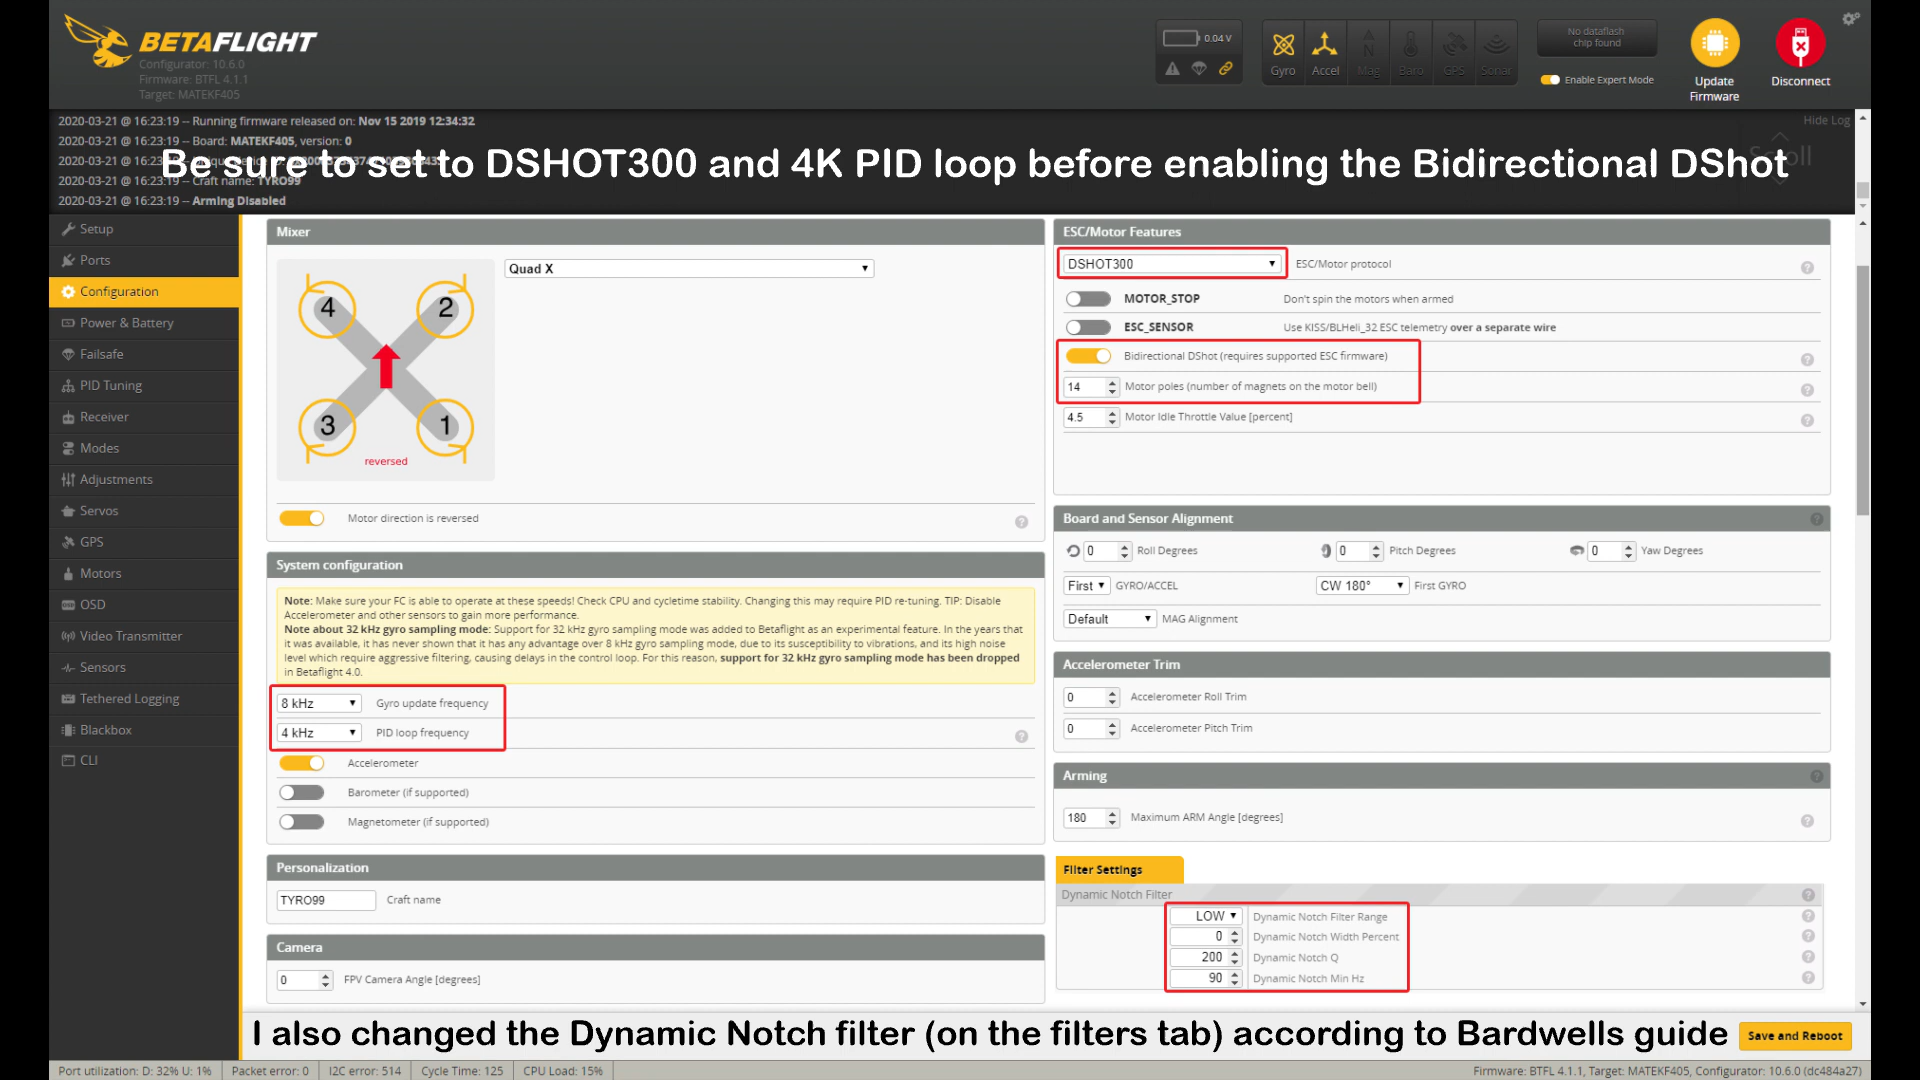 BETAFLIGHT
Configurator: 10.6.0
Firmware: BTFL 4.1.1
Target: MATEKF405
0.04 V
Gyro
Accel
Mag
Baro
GPS
Sonar
No dataflash
chip found
Enable Expert Mode
Update
Firmware
Disconnect
2020-03-21 @ 16:23:19 -- Running firmware released on: Nov 15 2019 12:34:32
Hide Log
2020-03-21 @ 16:23:19 -- Board: MATEKF405, version: 0
Be sure to set to DSHOT300 and 4K PID loop before enabling the Bidirectional DShot
Scroll
2020-03-21 @ 16:23:19 -- Craft name: TYRO99
2020-03-21 @ 16:23:19 -- Arming Disabled
Setup
Ports
Configuration
Power & Battery
Failsafe
PID Tuning
Receiver
Modes
Adjustments
Servos
GPS
Motors
OSD
Video Transmitter
Sensors
Tethered Logging
Blackbox
CLI
Mixer
Quad X
4
2
3
1
reversed
Motor direction is reversed
System configuration
Note: Make sure your FC is able to operate at these speeds! Check CPU and cycletime stability. Changing this may require PID re-tuning. TIP: Disable
Accelerometer and other sensors to gain more performance.
Note about 32 kHz gyro sampling mode: Support for 32 kHz gyro sampling mode was added to Betaflight as an experimental feature. In the years that
it was available, it has never shown that it has any advantage over 8 kHz gyro sampling mode, due to its susceptibility to vibrations, and its high noise
level which require aggressive filtering, causing delays in the control loop. For this reason, support for 32 kHz gyro sampling mode has been dropped
in Betaflight 4.0.
8 kHz Gyro update frequency
4 kHz PID loop frequency
Accelerometer
Barometer (if supported)
Magnetometer (if supported)
Personalization
TYRO99 Craft name
Camera
0 FPV Camera Angle [degrees]
ESC/Motor Features
DSHOT300 ESC/Motor protocol
MOTOR_STOP Don't spin the motors when armed
ESC_SENSOR Use KISS/BLHeli_32 ESC telemetry over a separate wire
Bidirectional DShot (requires supported ESC firmware)
14 Motor poles (number of magnets on the motor bell)
4.5 Motor Idle Throttle Value [percent]
Board and Sensor Alignment
0 Roll Degrees 0 Pitch Degrees 0 Yaw Degrees
First GYRO/ACCEL CW 180° First GYRO
Default MAG Alignment
Accelerometer Trim
0 Accelerometer Roll Trim
0 Accelerometer Pitch Trim
Arming
180 Maximum ARM Angle [degrees]
Filter Settings
Dynamic Notch Filter
LOW Dynamic Notch Filter Range
0 Dynamic Notch Width Percent
200 Dynamic Notch Q
90 Dynamic Notch Min Hz
I also changed the Dynamic Notch filter (on the filters tab) according to Bardwells guide
Save and Reboot
Port utilization: D: 32% U: 1% Packet error: 0 I2C error: 514 Cycle Time: 125 CPU Load: 15%
Firmware: BTFL 4.1.1, Target: MATEKF405, Configurator: 10.6.0 (dc484a27)